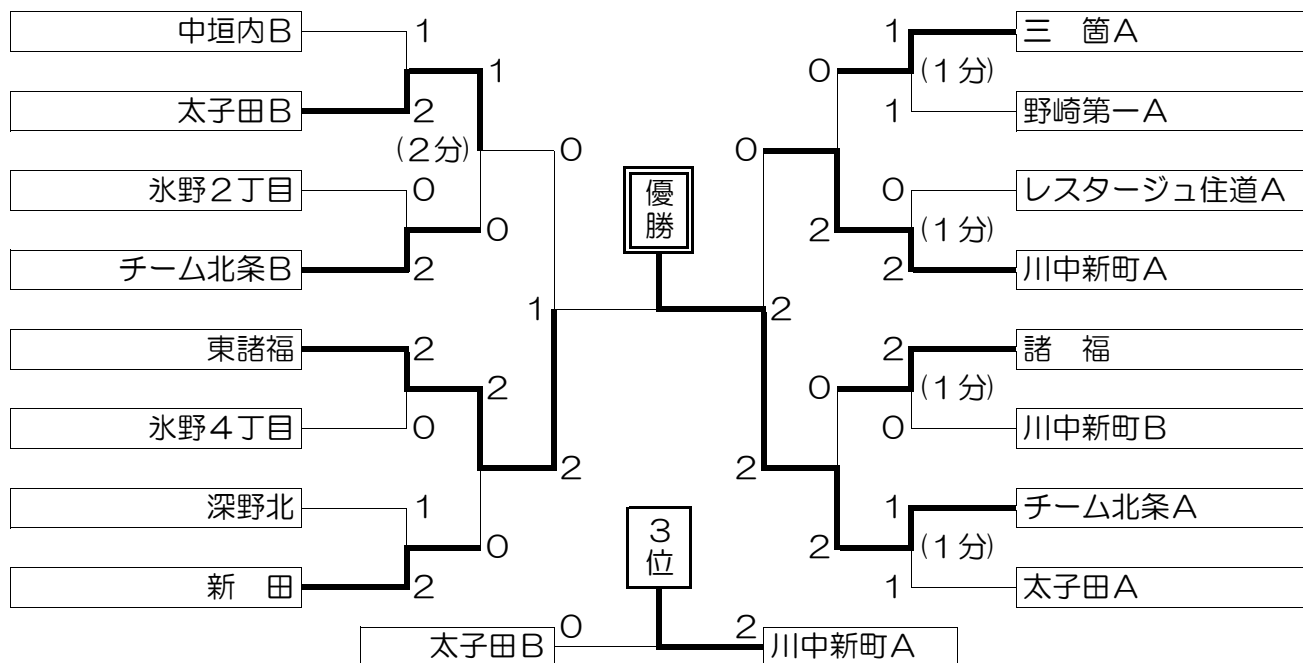 中垣内B
1
三　箇A
1
太子田B
2
1
0
(1分)
野崎第一A
1
(2分)
0
0
氷野2丁目
0
優勝
レスタージュ住道A
0
チーム北条B
2
0
2
(1分)
川中新町A
2
1
2
東諸福
2
諸　福
2
氷野4丁目
0
2
0
(1分)
川中新町B
0
2
2
深野北
1
チーム北条A
1
新　田
2
0
3位
2
(1分)
太子田A
1
太子田B
0
2
川中新町A